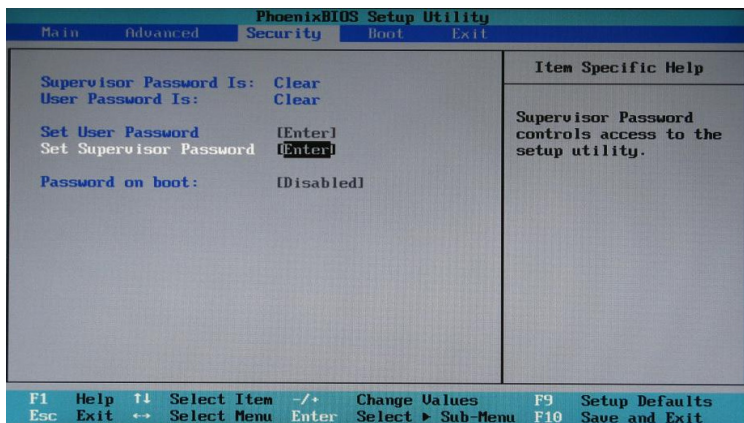 PhoenixBIOS Setup Utility
Main Advanced Security Boot Exit
Item Specific Help
Supervisor Password Is: Clear
User Password Is: Clear
Supervisor Password
controls access to the
setup utility.
Set User Password [Enter]
Set Supervisor Password [Enter]
Password on boot: [Disabled]
F1 Help ↑↓ Select Item -/+ Change Values F9 Setup Defaults
Esc Exit ↔ Select Menu Enter Select ▶ Sub-Menu F10 Save and Exit